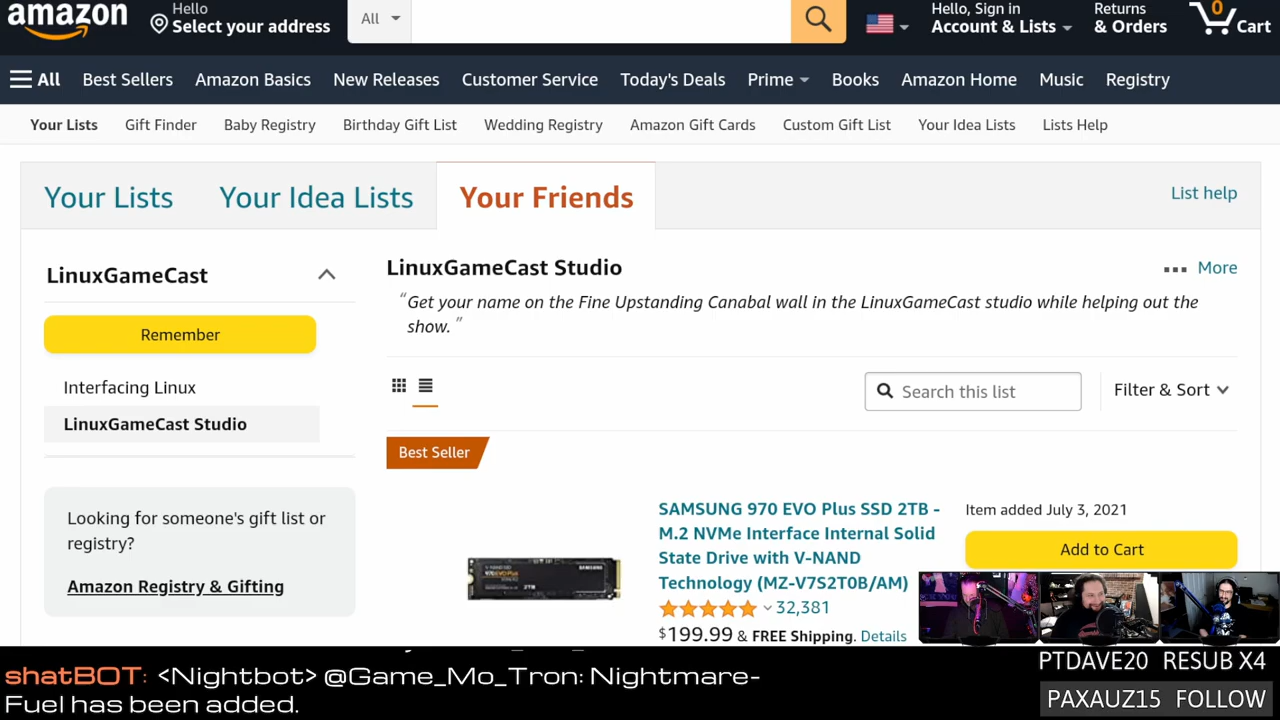 amazon
Hello
Select your address
All
Hello, Sign in
Account & Lists
Returns
& Orders
0
Cart
All
Best Sellers
Amazon Basics
New Releases
Customer Service
Today's Deals
Prime
Books
Amazon Home
Music
Registry
Your Lists
Gift Finder
Baby Registry
Birthday Gift List
Wedding Registry
Amazon Gift Cards
Custom Gift List
Your Idea Lists
Lists Help
Your Lists
Your Idea Lists
Your Friends
List help
LinuxGameCast
Remember
Interfacing Linux
LinuxGameCast Studio
Looking for someone's gift list or
registry?
Amazon Registry & Gifting
LinuxGameCast Studio
More
“Get your name on the Fine Upstanding Canabal wall in the LinuxGameCast studio while helping out the
show. ”
Search this list
Filter & Sort
Best Seller
SAMSUNG
970 EVO Plus
2TB
SAMSUNG 970 EVO Plus SSD 2TB -
M.2 NVMe Interface Internal Solid
State Drive with V-NAND
Technology (MZ-V7S2T0B/AM)
32,381
$199.99 & FREE Shipping. Details
Item added July 3, 2021
Add to Cart
shatBOT: <Nightbot> @Game_Mo_Tron: Nightmare-
Fuel has been added.
PTDAVE20 RESUB X4
PAXAUZ15 FOLLOW